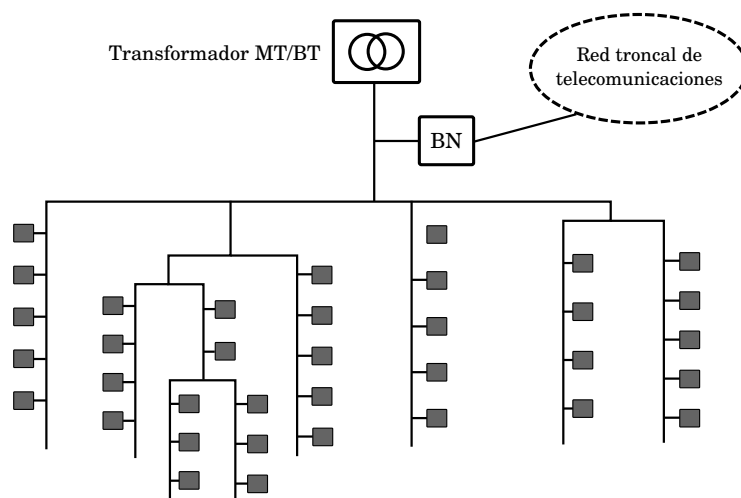 Transformador MT/BT
Red troncal de
telecomunicaciones
BN